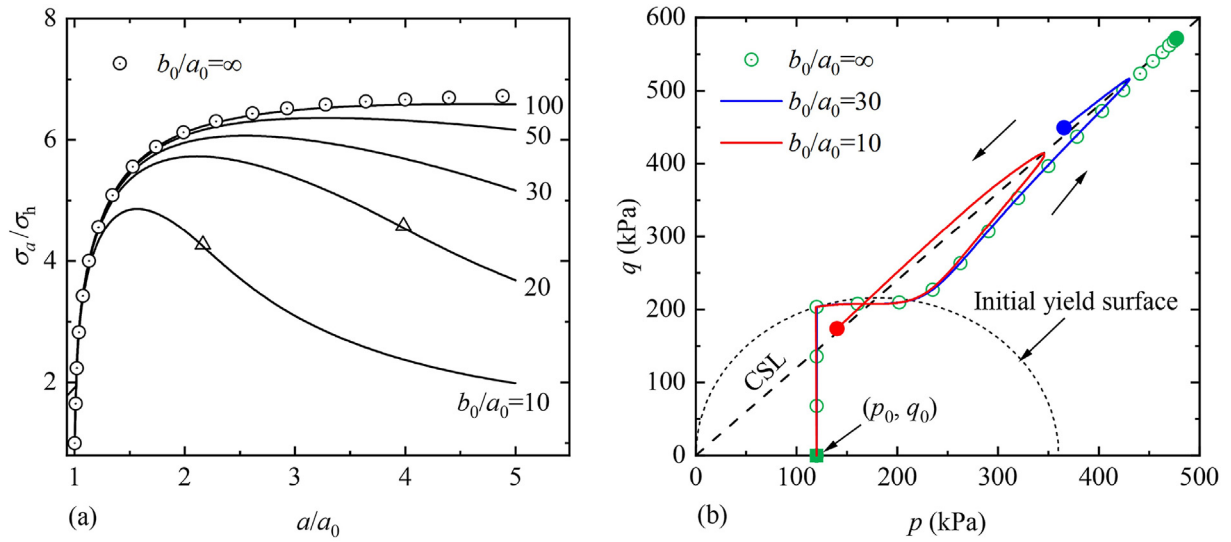 8
6
4
2
σa/σh
b0/a0=∞
100
50
30
20
b0/a0=10
1 2 3 4 5
(a)
a/a0
600
500
400
300
200
100
0
q (kPa)
b0/a0=∞
b0/a0=30
b0/a0=10
Initial yield surface
CSL
(p0, q0)
0 100 200 300 400 500
(b)
p (kPa)